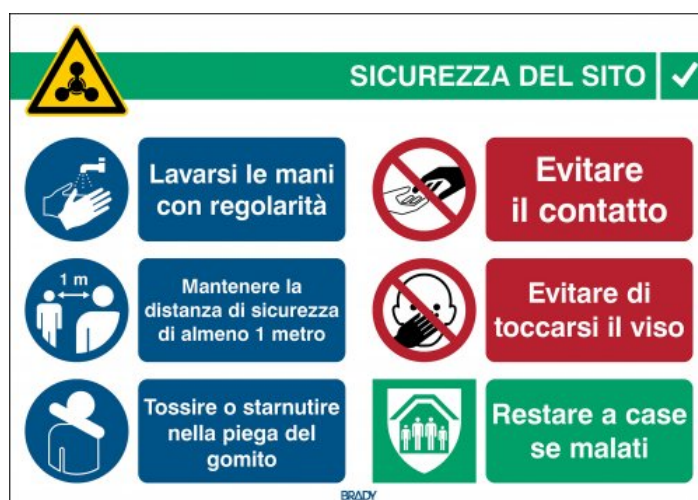 SICUREZZA DEL SITO
Lavarsi le mani
con regolarità
Evitare
il contatto
1 m
Mantenere la
distanza di sicurezza
di almeno 1 metro
Evitare di
toccarsi il viso
Tossire o starnutire
nella piega del
gomito
Restare a case
se malati
BRADY